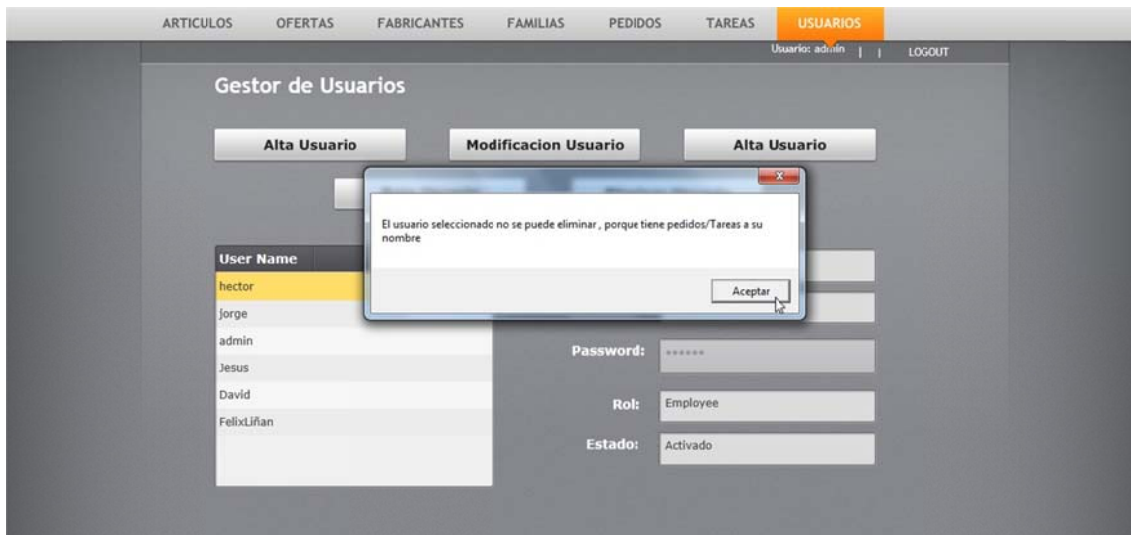 ARTICULOS OFERTAS FABRICANTES FAMILIAS PEDIDOS TAREAS USUARIOS
Usuario: admin | | LOGOUT
Gestor de Usuarios
Alta Usuario Modificacion Usuario Alta Usuario
x
El usuario seleccionado no se puede eliminar , porque tiene pedidos/Tareas a su
nombre
Aceptar
User Name
hector
jorge
admin
Jesus
David
FelixLiñan
Password: ••••••
Rol: Employee
Estado: Activado